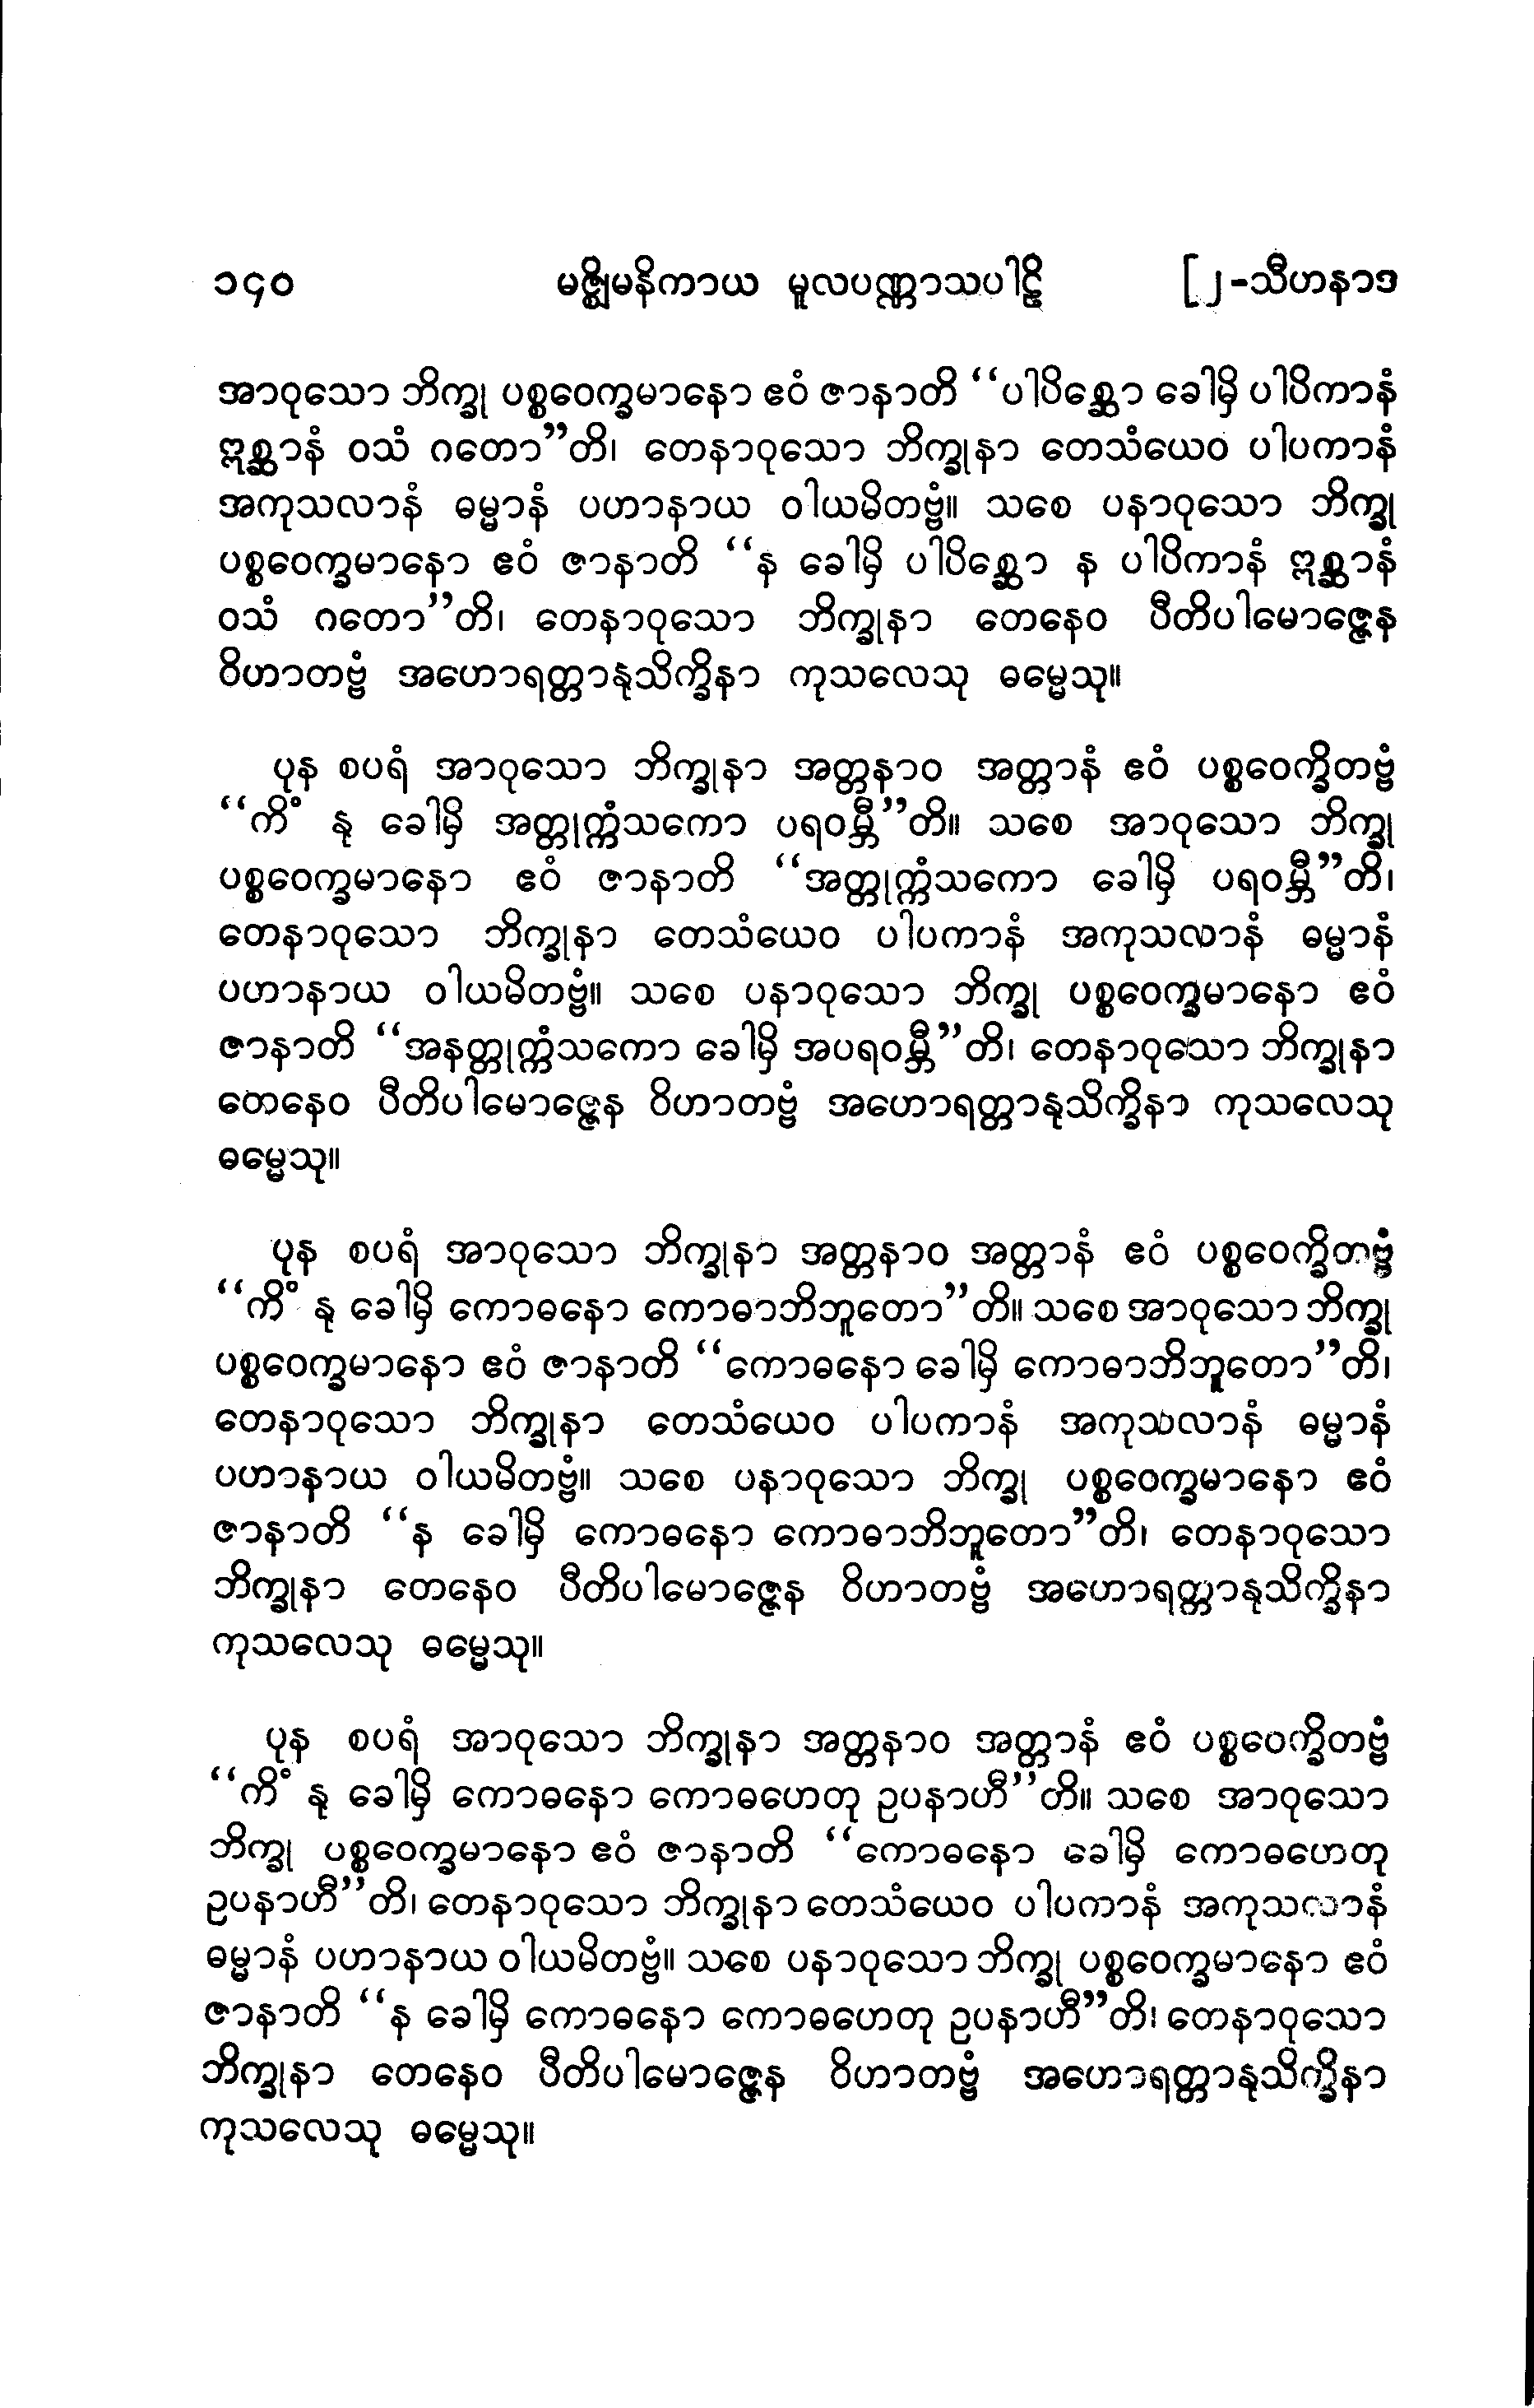 ၁၄၀ မဇ္ဈိမနိကာယ မူလပဏ္ဏာသပါဠိ [၂-သီဟနာဒ
အာဝုသော ဘိက္ခု ပစ္စဝေက္ခမာနော ဧဝံ ဇာနာတိ “ပါပိစ္ဆော ခေါမှိ ပါပိကာနံ
ဣစ္ဆာနံ ဝသံ ဂတော”တိ၊ တေနာဝုသော ဘိက္ခုနာ တေသံယေဝ ပါပကာနံ
အကုသလာနံ ဓမ္မာနံ ပဟာနာယ ဝါယမိတဗ္ဗံ။ သစေ ပနာဝုသော ဘိက္ခု
ပစ္စဝေက္ခမာနော ဧဝံ ဇာနာတိ “န ခေါမှိ ပါပိစ္ဆော န ပါပိကာနံ ဣစ္ဆာနံ
ဝသံ ဂတော”တိ၊ တေနာဝုသော ဘိက္ခုနာ တေနေဝ ပီတိပါမောဇ္ဇေန
ဝိဟာတဗ္ဗံ အဟောရတ္တာနုသိက္ခိနာ ကုသလေသု ဓမ္မေသု။
ပုန စပရံ အာဝုသော ဘိက္ခုနာ အတ္တနာဝ အတ္တာနံ ဧဝံ ပစ္စဝေက္ခိတဗ္ဗံ
“ကိံ နု ခေါမှိ အတ္တုက္ကံသကော ပရဝမ္ဘီ”တိ။ သစေ အာဝုသော ဘိက္ခု
ပစ္စဝေက္ခမာနော ဧဝံ ဇာနာတိ “အတ္တုက္ကံသကော ခေါမှိ ပရဝမ္ဘီ”တိ၊
တေနာဝုသော ဘိက္ခုနာ တေသံယေဝ ပါပကာနံ အကုသလာနံ ဓမ္မာနံ
ပဟာနာယ ဝါယမိတဗ္ဗံ။ သစေ ပနာဝုသော ဘိက္ခု ပစ္စဝေက္ခမာနော ဧဝံ
ဇာနာတိ “အနတ္တုက္ကံသကော ခေါမှိ အပရဝမ္ဘီ”တိ၊ တေနာဝုသော ဘိက္ခုနာ
တေနေဝ ပီတိပါမောဇ္ဇေန ဝိဟာတဗ္ဗံ အဟောရတ္တာနုသိက္ခိနာ ကုသလေသု
ဓမ္မေသု။
ပုန စပရံ အာဝုသော ဘိက္ခုနာ အတ္တနာဝ အတ္တာနံ ဧဝံ ပစ္စဝေက္ခိတဗ္ဗံ
“ကိံ နု ခေါမှိ ကောဓနော ကောဓာဘိဘူတော”တိ။ သစေ အာဝုသော ဘိက္ခု
ပစ္စဝေက္ခမာနော ဧဝံ ဇာနာတိ “ကောဓနော ခေါမှိ ကောဓာဘိဘူတော”တိ၊
တေနာဝုသော ဘိက္ခုနာ တေသံယေဝ ပါပကာနံ အကုသလာနံ ဓမ္မာနံ
ပဟာနာယ ဝါယမိတဗ္ဗံ။ သစေ ပနာဝုသော ဘိက္ခု ပစ္စဝေက္ခမာနော ဧဝံ
ဇာနာတိ “န ခေါမှိ ကောဓနော ကောဓာဘိဘူတော”တိ၊ တေနာဝုသော
ဘိက္ခုနာ တေနေဝ ပီတိပါမောဇ္ဇေန ဝိဟာတဗ္ဗံ အဟောရတ္တာနုသိက္ခိနာ
ကုသလေသု ဓမ္မေသု။
ပုန စပရံ အာဝုသော ဘိက္ခုနာ အတ္တနာဝ အတ္တာနံ ဧဝံ ပစ္စဝေက္ခိတဗ္ဗံ
“ကိံ နု ခေါမှိ ကောဓနော ကောဓဟေတု ဥပနာဟီ”တိ။ သစေ အာဝုသော
ဘိက္ခု ပစ္စဝေက္ခမာနော ဧဝံ ဇာနာတိ “ကောဓနော ခေါမှိ ကောဓဟေတု
ဥပနာဟီ”တိ၊ တေနာဝုသော ဘိက္ခုနာ တေသံယေဝ ပါပကာနံ အကုသလာနံ
ဓမ္မာနံ ပဟာနာယ ဝါယမိတဗ္ဗံ။ သစေ ပနာဝုသော ဘိက္ခု ပစ္စဝေက္ခမာနော ဧဝံ
ဇာနာတိ “န ခေါမှိ ကောဓနော ကောဓဟေတု ဥပနာဟီ”တိ၊ တေနာဝုသော
ဘိက္ခုနာ တေနေဝ ပီတိပါမောဇ္ဇေန ဝိဟာတဗ္ဗံ အဟောရတ္တာနုသိက္ခိနာ
ကုသလေသု ဓမ္မေသု။